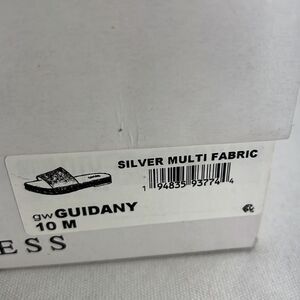 SILVER MULTI FABRIC
1 94835 93774 4
gwGUIDANY
10 M
ESS